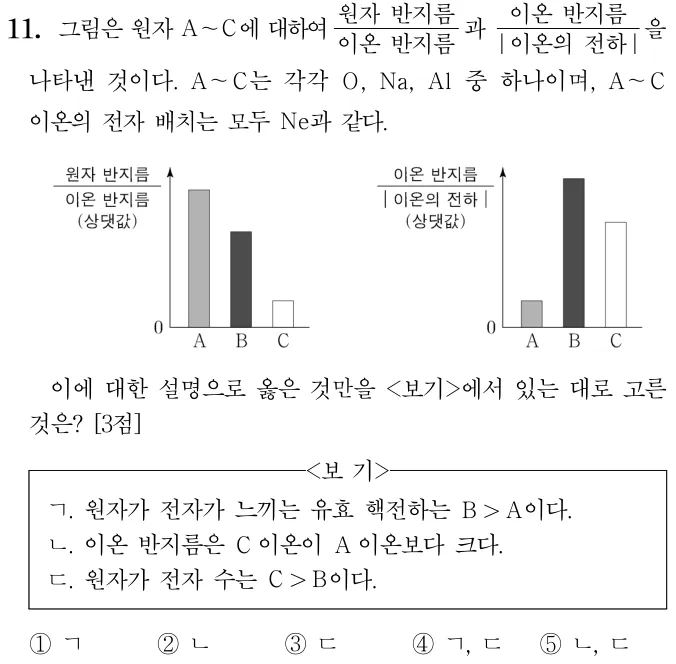 11. 그림은 원자 A∼C에 대하여 원자 반지름/이온 반지름 과 이온 반지름/|이온의 전하| 을
나타낸 것이다. A∼C는 각각 O, Na, Al 중 하나이며, A∼C
이온의 전자 배치는 모두 Ne과 같다.
원자 반지름
이온 반지름
(상댓값)
0
A B C
이온 반지름
|이온의 전하|
(상댓값)
0
A B C
이에 대한 설명으로 옳은 것만을 <보기>에서 있는 대로 고른
것은? [3점]
<보 기>
ㄱ. 원자가 전자가 느끼는 유효 핵전하는 B>A이다.
ㄴ. 이온 반지름은 C 이온이 A 이온보다 크다.
ㄷ. 원자가 전자 수는 C>B이다.
① ㄱ ② ㄴ ③ ㄷ ④ ㄱ, ㄷ ⑤ ㄴ, ㄷ